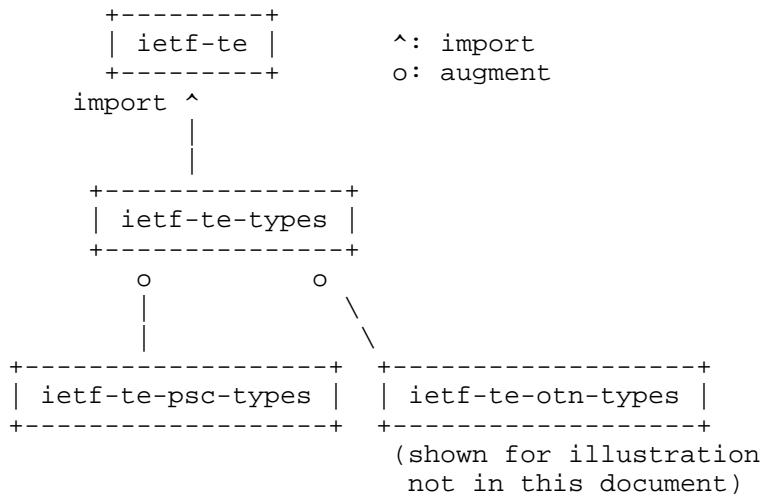 ietf-te
^: import
o: augment
import ^
ietf-te-types
o o
ietf-te-psc-types
ietf-te-otn-types
(shown for illustration
not in this document)